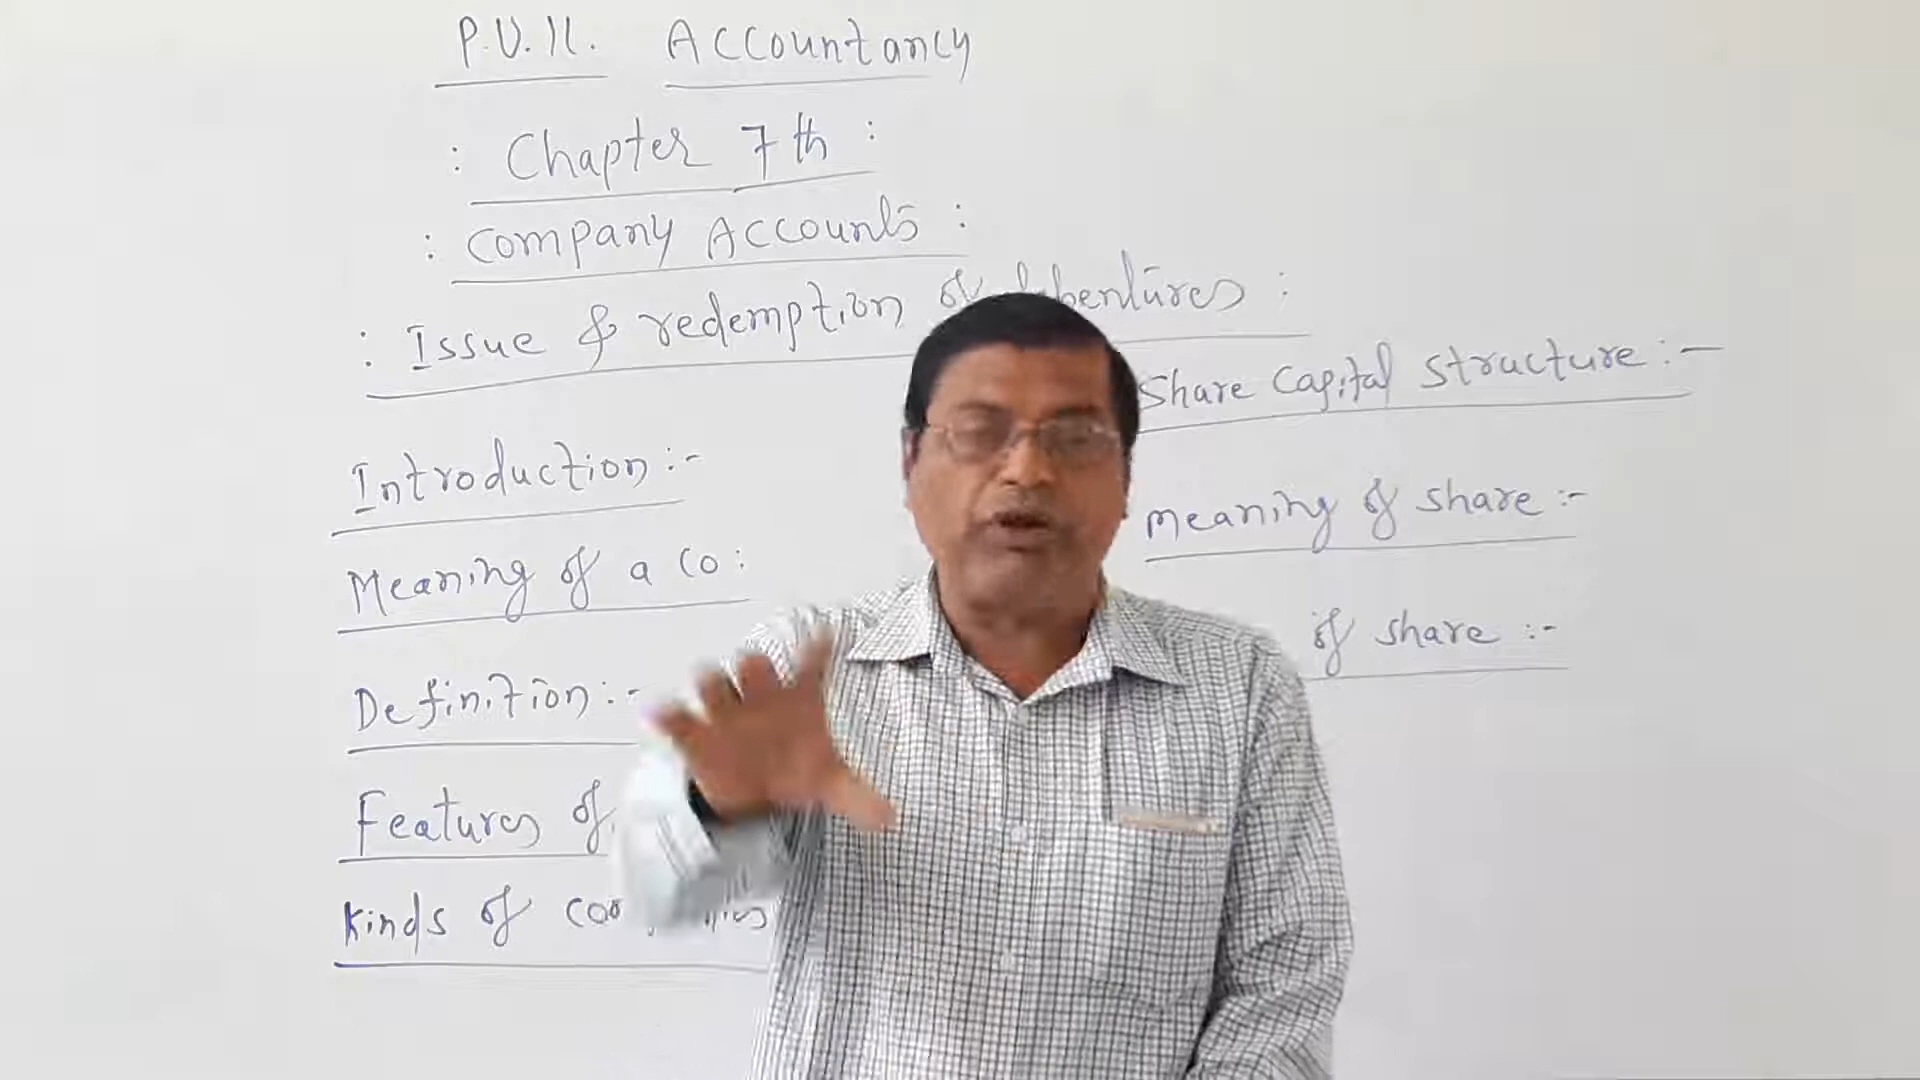 P.U.II. Accountancy
: Chapter 7th :
: Company Accounts :
: Issue & redemption of debentures :
Introduction :-
Meaning of a Co :
Definition :-
Features of
Kinds of
Share Capital Structure :-
Meaning of share :-
of share :-